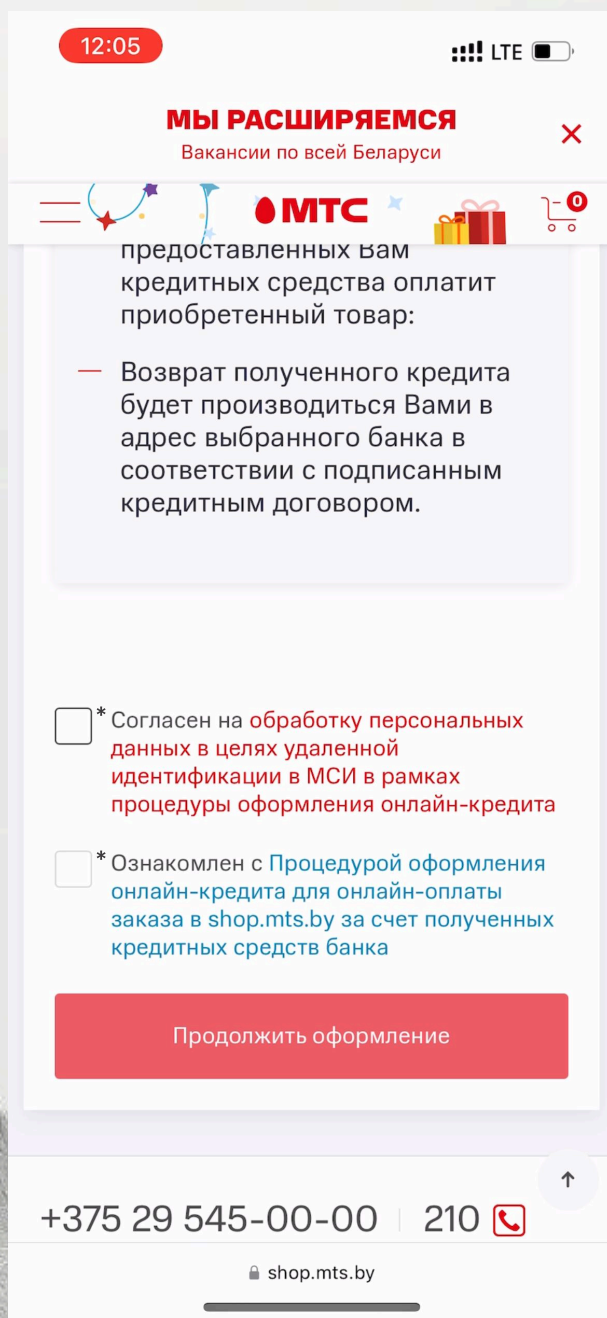 12:05
LTE
МЫ РАСШИРЯЕМСЯ
Вакансии по всей Беларуси
МТС
0
предоставленных Вам
кредитных средства оплатит
приобретенный товар:
— Возврат полученного кредита
будет производиться Вами в
адрес выбранного банка в
соответствии с подписанным
кредитным договором.
* Согласен на обработку персональных
данных в целях удаленной
идентификации в МСИ в рамках
процедуры оформления онлайн-кредита
* Ознакомлен с Процедурой оформления
онлайн-кредита для онлайн-оплаты
заказа в shop.mts.by за счет полученных
кредитных средств банка
Продолжить оформление
+375 29 545-00-00 210
shop.mts.by